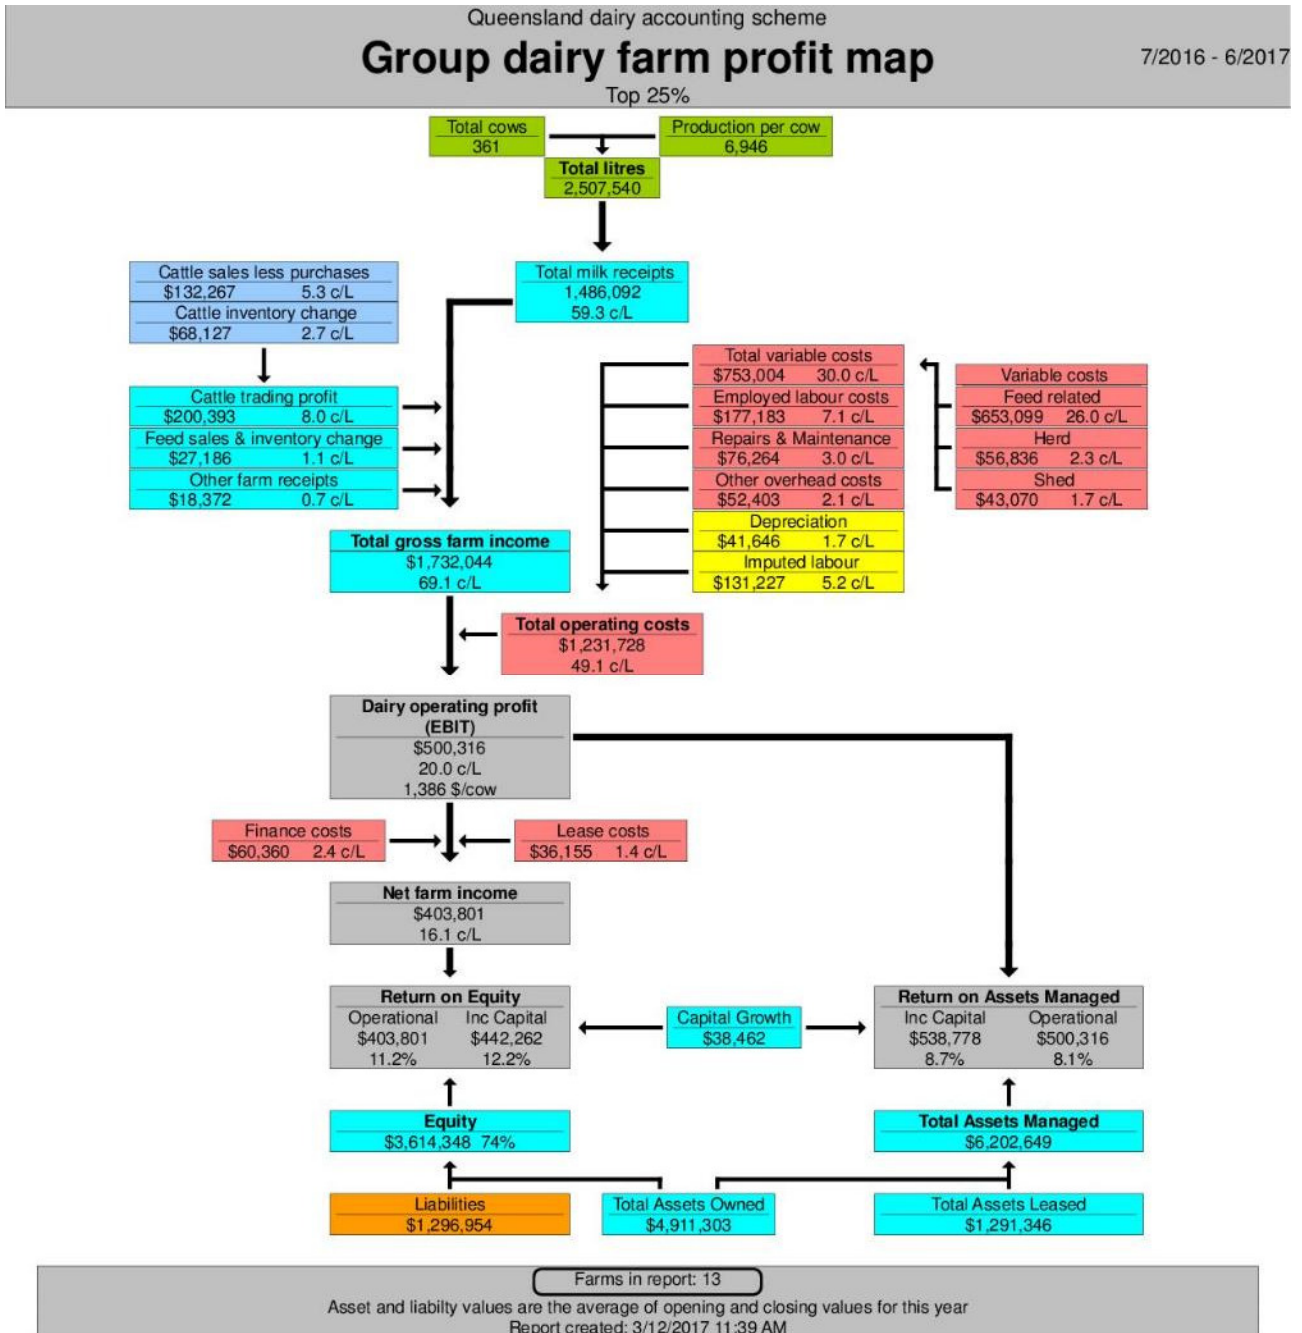 Queensland dairy accounting scheme
Group dairy farm profit map
7/2016 - 6/2017
Top 25%
Total cows
361
Production per cow
6,946
Total litres
2,507,540
Cattle sales less purchases
$132,267 5.3 c/L
Cattle inventory change
$68,127 2.7 c/L
Total milk receipts
1,486,092
59.3 c/L
Cattle trading profit
$200,393 8.0 c/L
Feed sales & inventory change
$27,186 1.1 c/L
Other farm receipts
$18,372 0.7 c/L
Total variable costs
$753,004 30.0 c/L
Employed labour costs
$177,183 7.1 c/L
Repairs & Maintenance
$76,264 3.0 c/L
Other overhead costs
$52,403 2.1 c/L
Depreciation
$41,646 1.7 c/L
Imputed labour
$131,227 5.2 c/L
Variable costs
Feed related
$653,099 26.0 c/L
Herd
$56,836 2.3 c/L
Shed
$43,070 1.7 c/L
Total gross farm income
$1,732,044
69.1 c/L
Total operating costs
$1,231,728
49.1 c/L
Dairy operating profit
(EBIT)
$500,316
20.0 c/L
1,386 $/cow
Finance costs
$60,360 2.4 c/L
Lease costs
$36,155 1.4 c/L
Net farm income
$403,801
16.1 c/L
Return on Equity
Operational Inc Capital
$403,801 $442,262
11.2% 12.2%
Capital Growth
$38,462
Return on Assets Managed
Inc Capital Operational
$538,778 $500,316
8.7% 8.1%
Equity
$3,614,348 74%
Total Assets Managed
$6,202,649
Liabilities
$1,296,954
Total Assets Owned
$4,911,303
Total Assets Leased
$1,291,346
Farms in report: 13
Asset and liabilty values are the average of opening and closing values for this year
Report created: 3/12/2017 11:39 AM